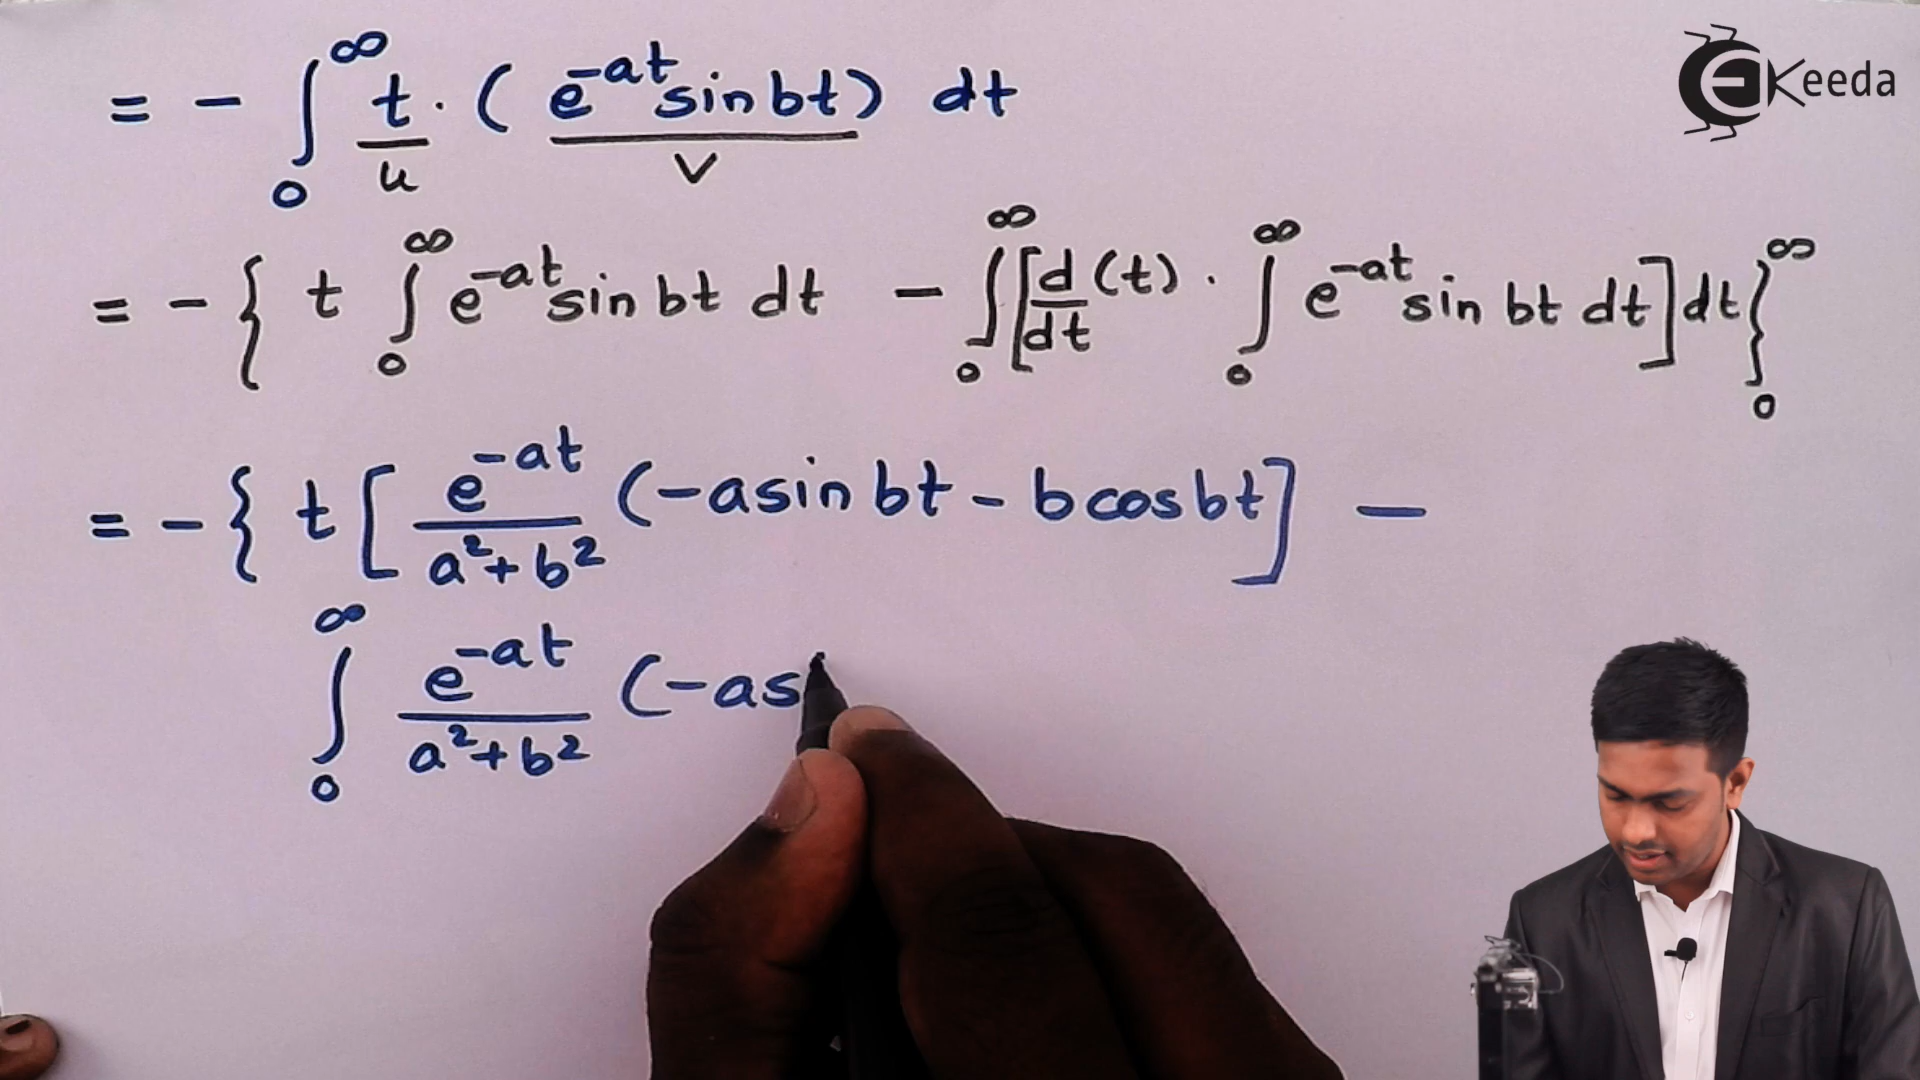 eKeeda
= - ∫₀^∞ t · ( e^-at sin bt ) dt
u v
= - { t ∫₀^∞ e^-at sin bt dt - ∫₀^∞ [ d/dt (t) · ∫₀^∞ e^-at sin bt dt ] dt }₀^∞
= - { t [ e^-at / a²+b² (-a sin bt - b cos bt ] -
∫₀^∞ e^-at / a²+b² (-as